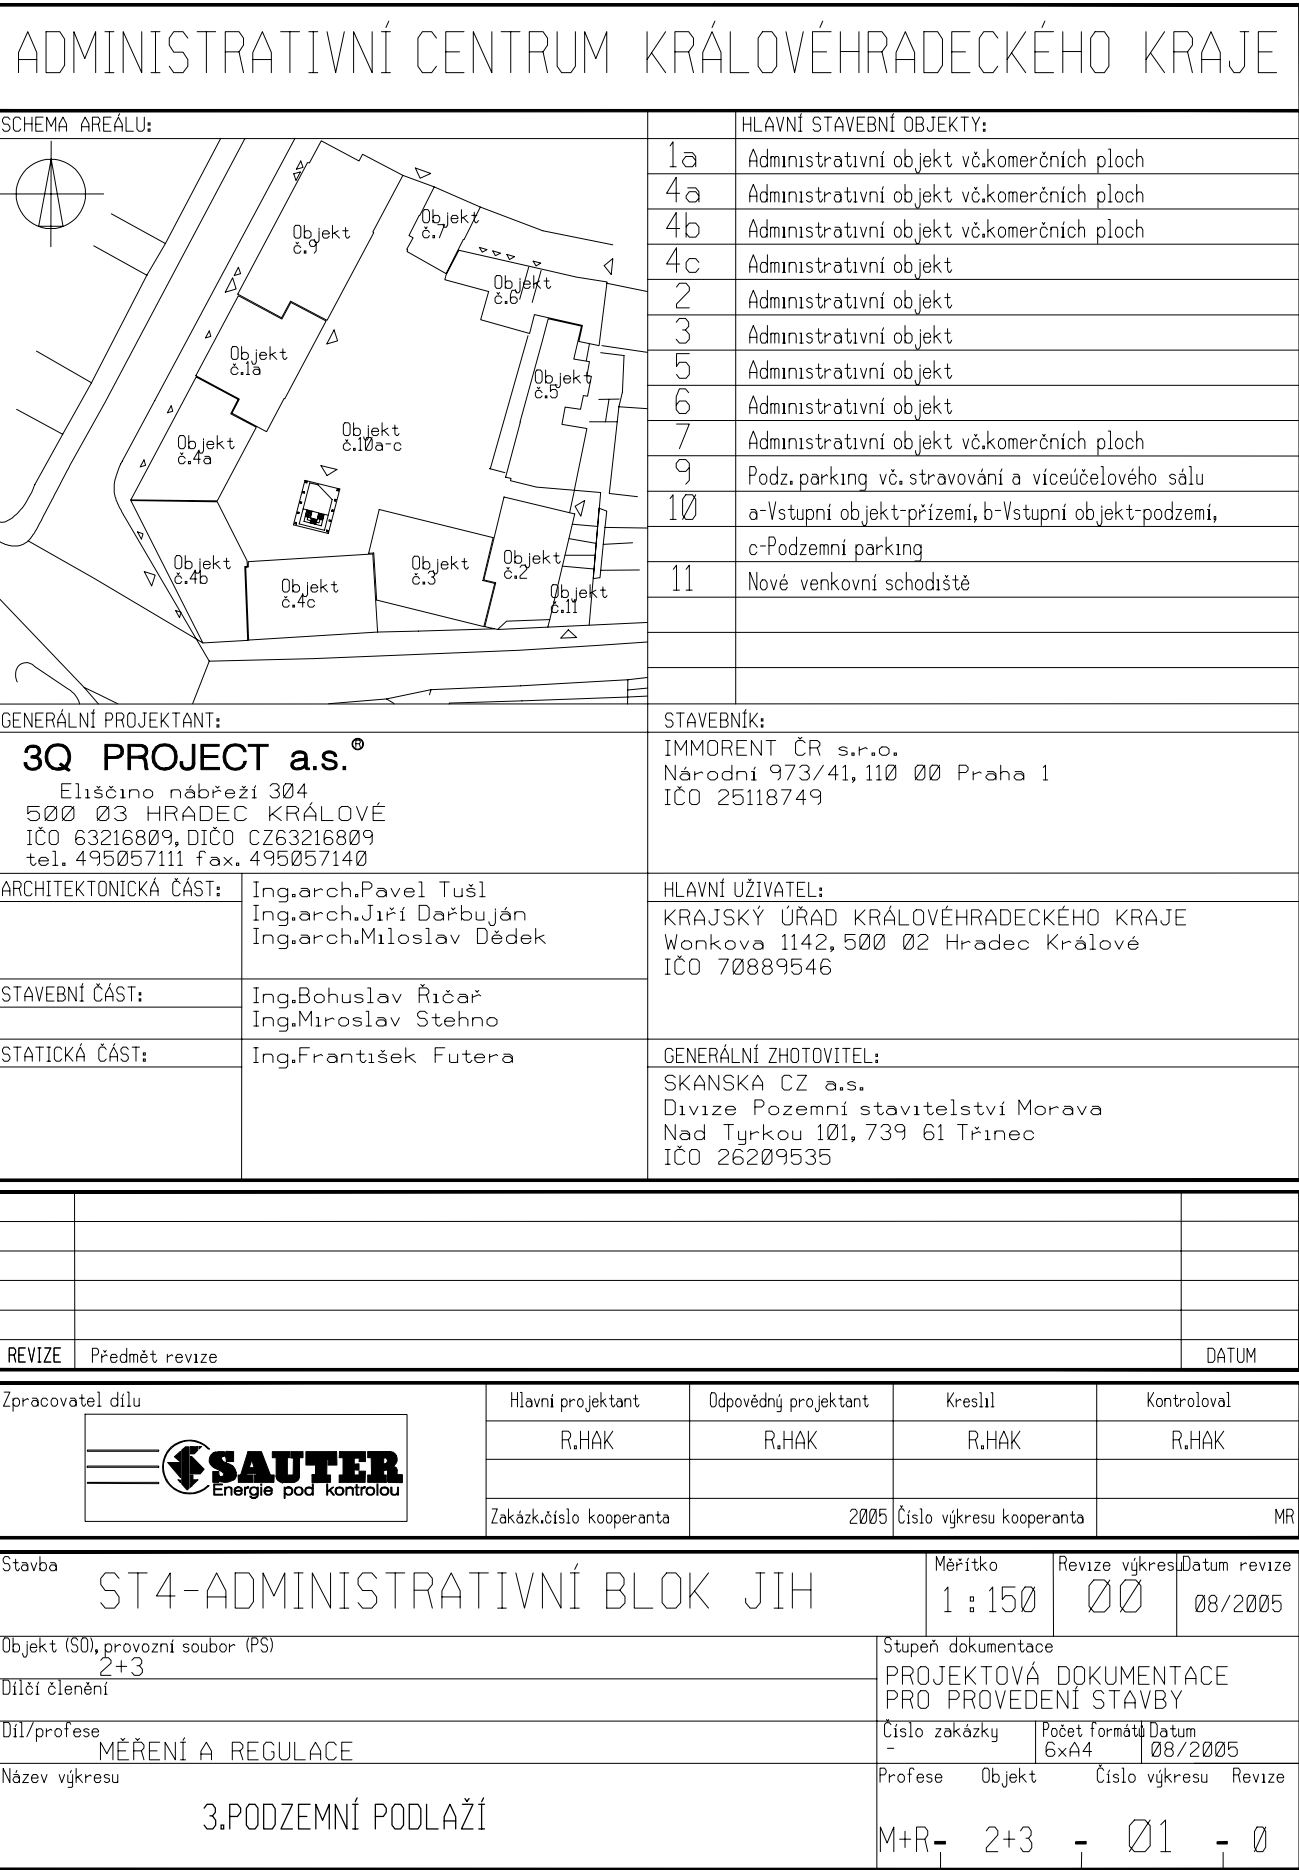 ADMINISTRATIVNÍ CENTRUM KRÁLOVÉHRADECKÉHO KRAJE
SCHEMA AREÁLU:
Objekt
č.9
Objekt
č.7
Objekt
č.6
Objekt
č.1a
Objekt
č.5
Objekt
č.4a
Objekt
č.10a-c
Objekt
č.4b
Objekt
č.4c
Objekt
č.3
Objekt
č.2
Objekt
č.11
HLAVNÍ STAVEBNÍ OBJEKTY:
1a Administrativní objekt vč.komerčních ploch
4a Administrativní objekt vč.komerčních ploch
4b Administrativní objekt vč.komerčních ploch
4c Administrativní objekt
2 Administrativní objekt
3 Administrativní objekt
5 Administrativní objekt
6 Administrativní objekt
7 Administrativní objekt vč.komerčních ploch
9 Podz. parking vč. stravování a víceúčelového sálu
10 a-Vstupní objekt-přízemí, b-Vstupní objekt-podzemí,
c-Podzemní parking
11 Nové venkovní schodiště
GENERÁLNÍ PROJEKTANT:
3Q PROJECT a.s.®
Eliščino nábřeží 304
500 03 HRADEC KRÁLOVÉ
IČO 63216809, DIČO CZ63216809
tel. 495057111 fax. 495057140
STAVEBNÍK:
IMMORENT ČR s.r.o.
Národní 973/41, 110 00 Praha 1
IČO 25118749
ARCHITEKTONICKÁ ČÁST:
Ing.arch.Pavel Tušl
Ing.arch.Jiří Dařbuján
Ing.arch.Miloslav Dědek
HLAVNÍ UŽIVATEL:
KRAJSKÝ ÚŘAD KRÁLOVÉHRADECKÉHO KRAJE
Wonkova 1142, 500 02 Hradec Králové
IČO 70889546
STAVEBNÍ ČÁST:
Ing.Bohuslav Řičař
Ing.Miroslav Stehno
STATICKÁ ČÁST:
Ing.František Futera
GENERÁLNÍ ZHOTOVITEL:
SKANSKA CZ a.s.
Divize Pozemní stavitelství Morava
Nad Tyrkou 101, 739 61 Třinec
IČO 26209535
REVIZE Předmět revize DATUM
Zpracovatel dílu
SAUTER
Energie pod kontrolou
Hlavní projektant Odpovědný projektant Kreslil Kontroloval
R.HAK R.HAK R.HAK R.HAK
Zakázk.číslo kooperanta 2005 Číslo výkresu kooperanta MR
Stavba
ST4-ADMINISTRATIVNÍ BLOK JIH
Měřítko
1 : 150
Revize výkresu
00
Datum revize
08/2005
Objekt (SO), provozní soubor (PS)
2+3
Dílčí členění
Stupeň dokumentace
PROJEKTOVÁ DOKUMENTACE
PRO PROVEDENÍ STAVBY
Díl/profese
MĚŘENÍ A REGULACE
Číslo zakázky
-
Počet formátů
6xA4
Datum
08/2005
Název výkresu
3.PODZEMNÍ PODLAŽÍ
Profese Objekt Číslo výkresu Revize
M+R- 2+3 - 01 - 0